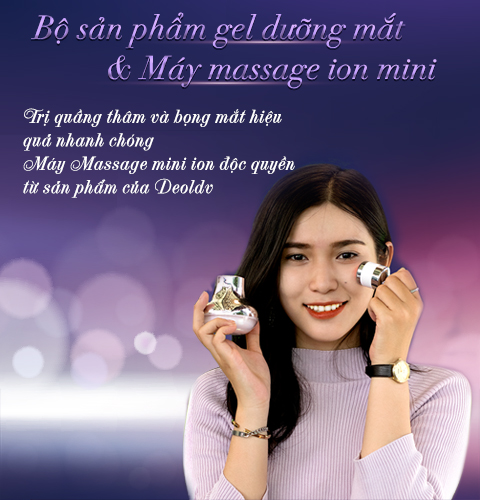 Bộ sản phẩm gel dưỡng mắt
& Máy massage ion mini
Trị quầng thâm và bọng mắt hiệu
quả nhanh chóng
Máy Massage mini ion độc quyền
từ sản phẩm của Deoldv